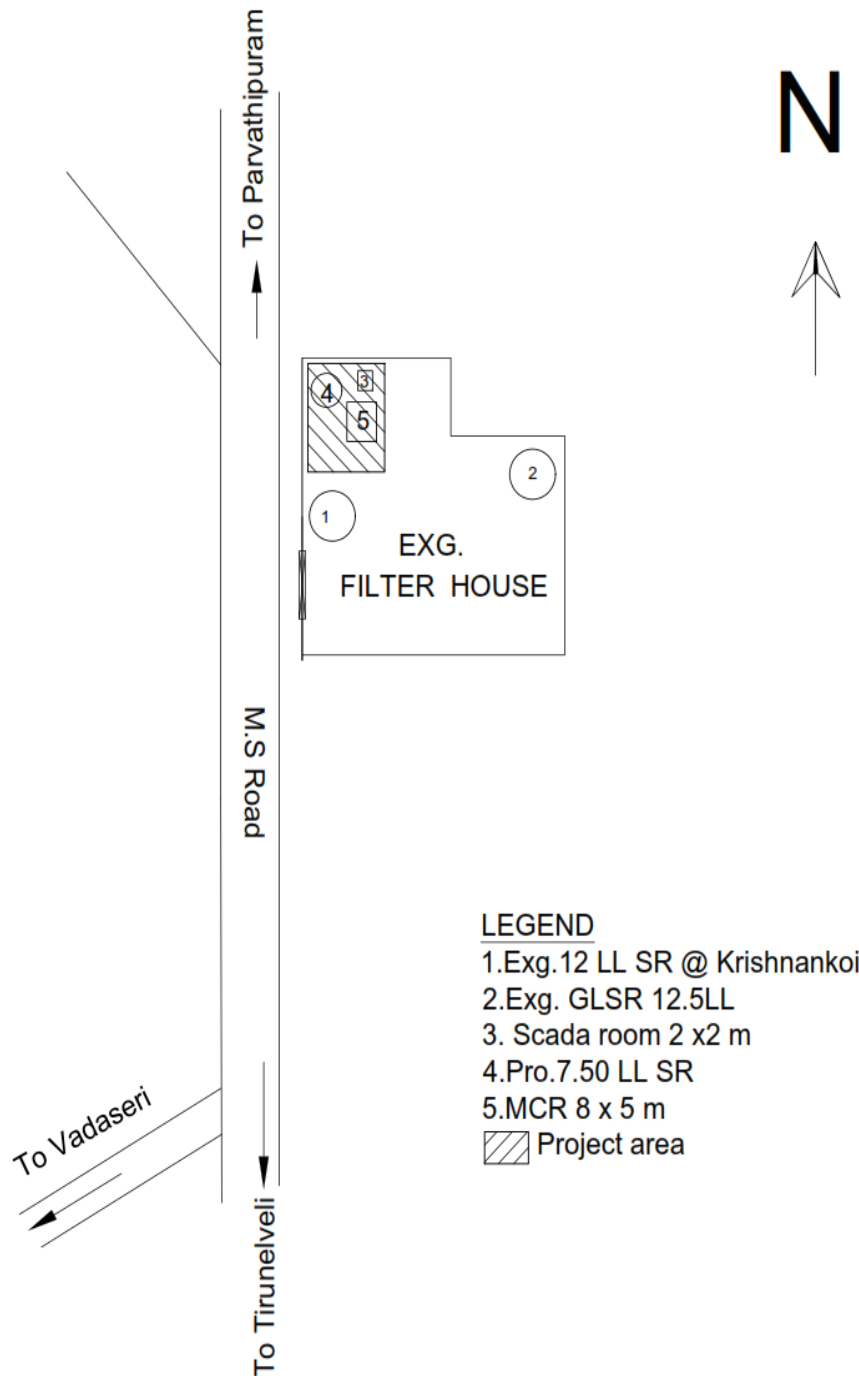 N
To Parvathipuram
4
3
5
1
2
EXG.
FILTER HOUSE
M.S Road
LEGEND
1.Exg.12 LL SR @ Krishnankoi
2.Exg. GLSR 12.5LL
3. Scada room 2 x2 m
4.Pro.7.50 LL SR
5.MCR 8 x 5 m
Project area
To Vadaseri
To Tirunelveli